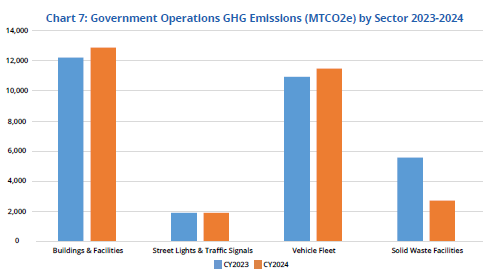 Chart 7: Government Operations GHG Emissions (MTCO2e) by Sector 2023-2024
14,000
12,000
10,000
8,000
6,000
4,000
2,000
0
Buildings & Facilities
Street Lights & Traffic Signals
Vehicle Fleet
Solid Waste Facilities
CY2023
CY2024